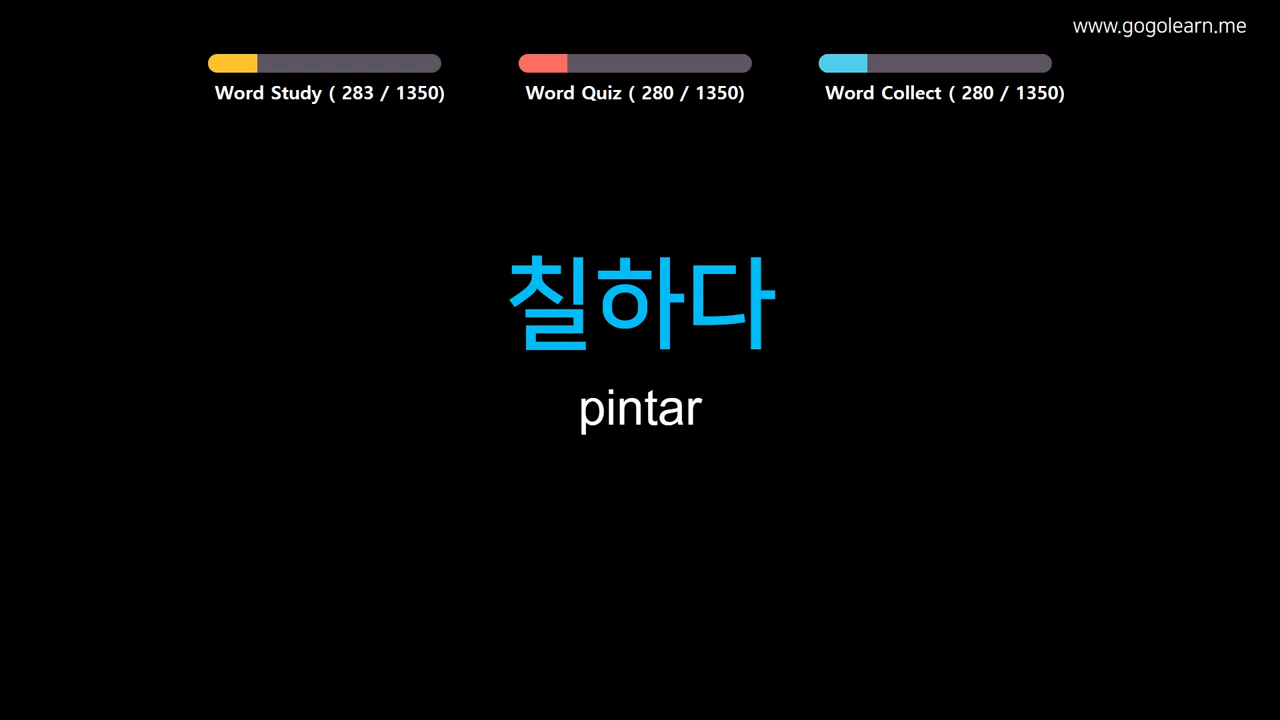 www.gogolearn.me
Word Study ( 283 / 1350)
Word Quiz ( 280 / 1350)
Word Collect ( 280 / 1350)
칠하다
pintar